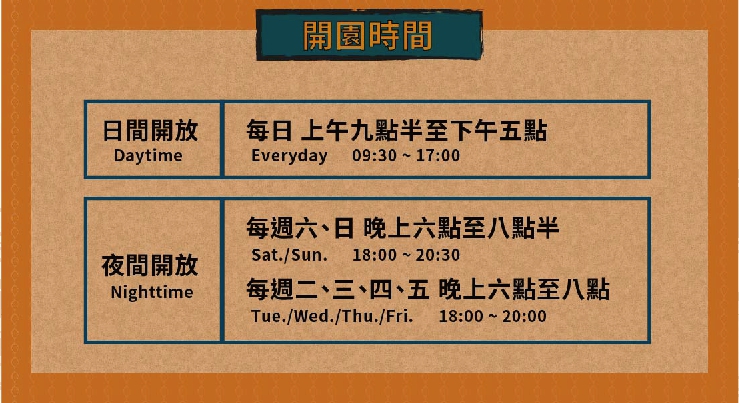 開園時間
日間開放
Daytime
每日 上午九點半至下午五點
Everyday 09:30 ~ 17:00
夜間開放
Nighttime
每週六、日 晚上六點至八點半
Sat./Sun. 18:00 ~ 20:30
每週二、三、四、五 晚上六點至八點
Tue./Wed./Thu./Fri. 18:00 ~ 20:00